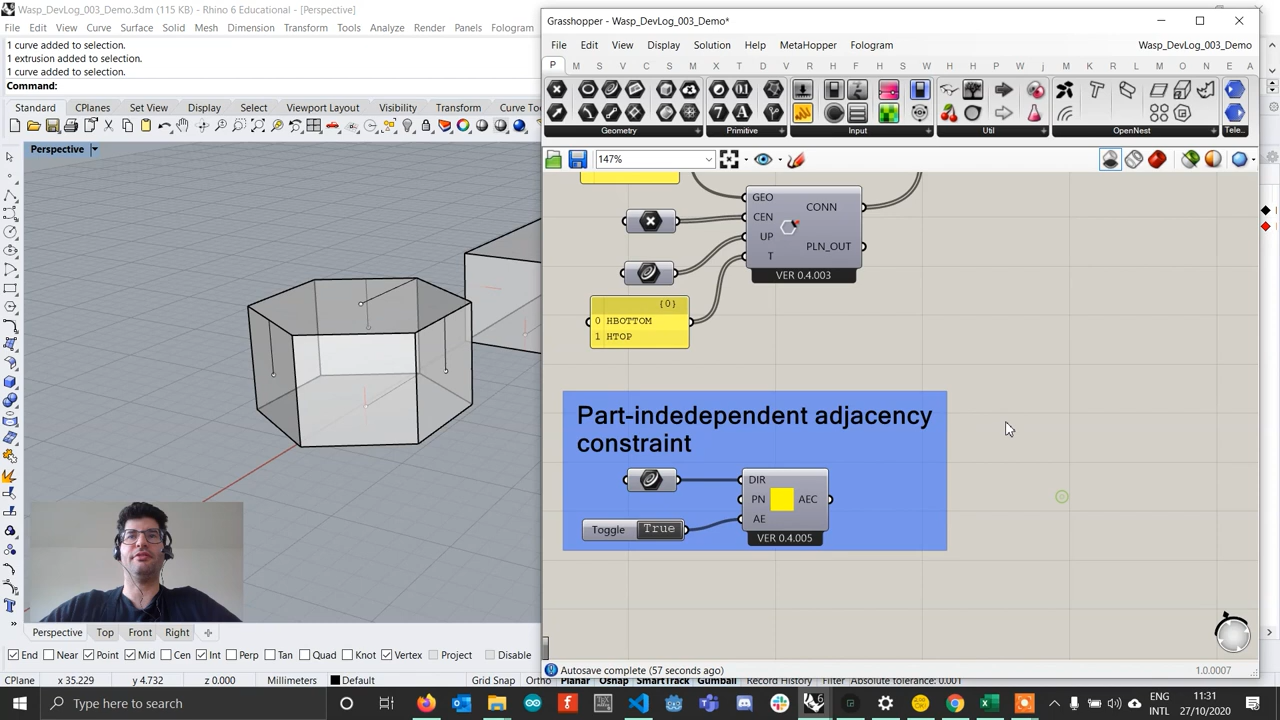 Wasp_DevLog_003_Demo.3dm (115 KB) - Rhino 6 Educational - [Perspective]
File Edit View Curve Surface Solid Mesh Dimension Transform Tools Analyze Render Panels Fologram
1 curve added to selection.
1 extrusion added to selection.
1 curve added to selection.
Command:
Standard CPlanes Set View Display Select Viewport Layout Visibility Transform Curve Too
Perspective
Grasshopper - Wasp_DevLog_003_Demo*
File Edit View Display Solution Help MetaHopper Fologram Wasp_DevLog_003_Demo
P M S V C S M X T D R B F D K H L W j M K M L M D W E A
Geometry Primitive Input Util OpenNest Tele...
147%
GEO
CEN
UP
T
CONN
PLN_OUT
VER 0.4.003
{0}
0 HBOTTOM
1 HTOP
Part-indedependent adjacency
constraint
DIR
PN
AE
AEC
Toggle True
VER 0.4.005
Perspective Top Front Right
End Near Point Mid Cen Int Perp Tan Quad Knot Vertex Project Disable
Autosave complete (57 seconds ago) 1.0.0007
CPlane x 35.229 y 4.732 z 0.000 Millimeters Default Grid Snap Ortho Planar Osnap SmartTrack Gumball Record History Filter Absolute tolerance: 0.001
Type here to search
ENG
INTL
11:31
27/10/2020